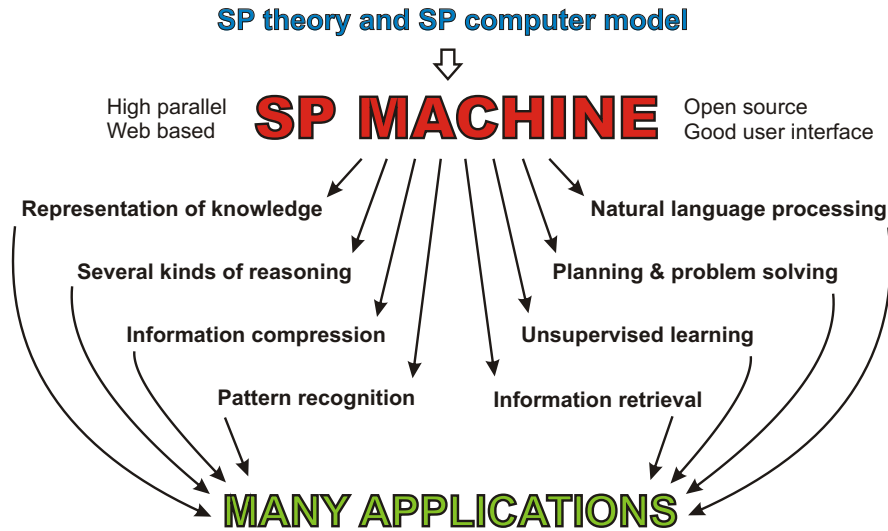 SP theory and SP computer model
High parallel
Web based
SP MACHINE
Open source
Good user interface
Representation of knowledge
Natural language processing
Several kinds of reasoning
Planning & problem solving
Information compression
Unsupervised learning
Pattern recognition
Information retrieval
MANY APPLICATIONS